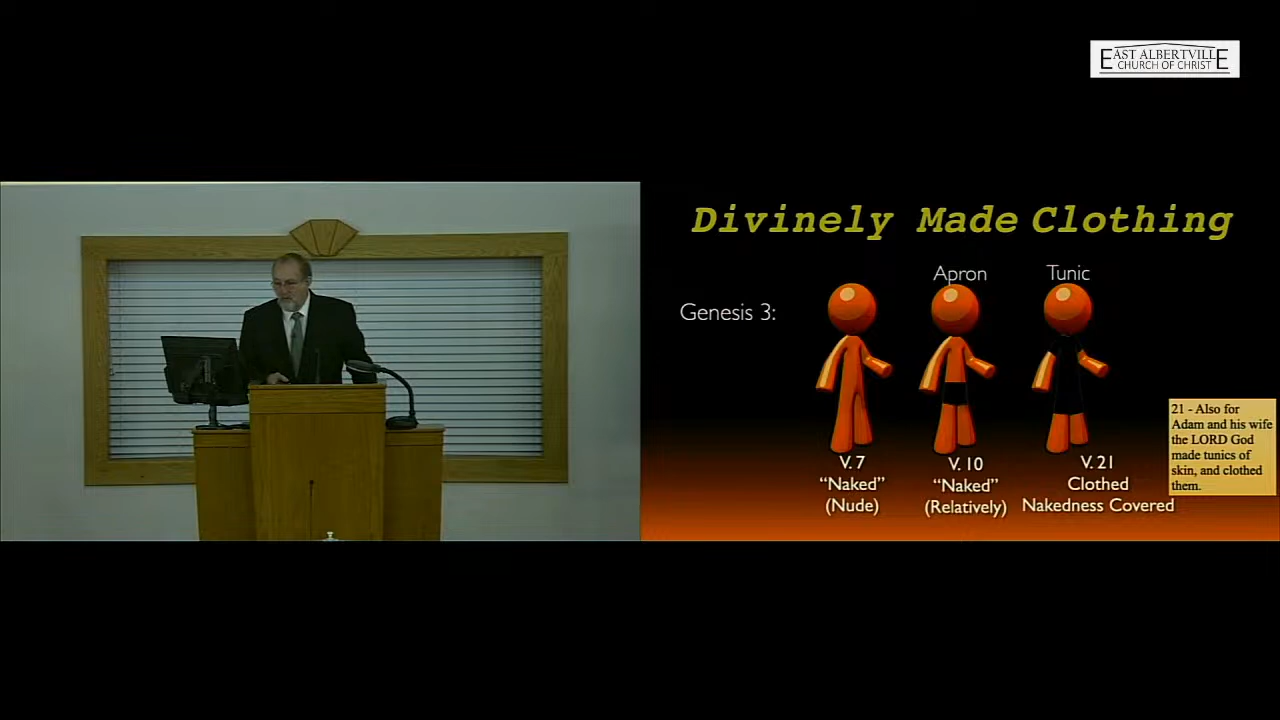 EAST ALBERTVILLE
CHURCH OF CHRIST
Divinely Made Clothing
Apron
Tunic
Genesis 3:
V. 7
"Naked"
(Nude)
V. 10
"Naked"
(Relatively)
V. 21
Clothed
Nakedness Covered
21 - Also for
Adam and his wife
the LORD God
made tunics of
skin, and clothed
them.